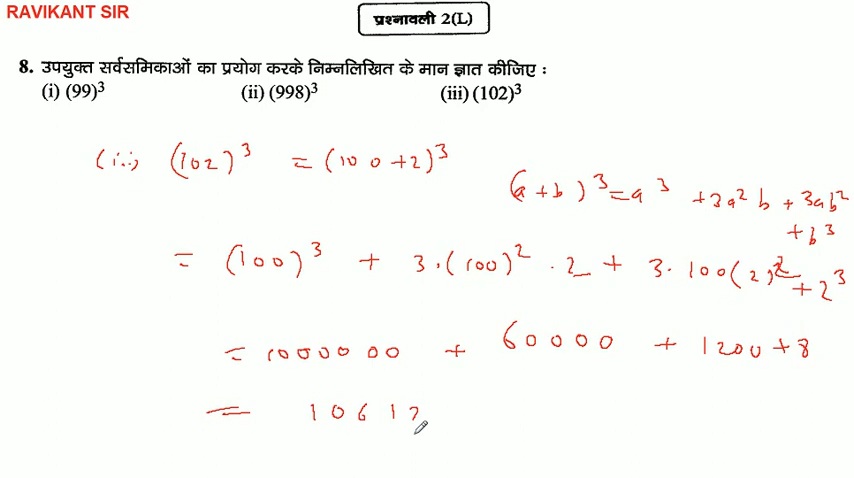 RAVIKANT SIR
प्रश्नावली 2(L)
8. उपयुक्त सर्वसमिकाओं का प्रयोग करके निम्नलिखित के मान ज्ञात कीजिए :
(i) (99)³ (ii) (998)³ (iii) (102)³
(iii) (102)³ = (100+2)³
(a+b)³ = a³ + 3a²b + 3ab²
+ b³
= (100)³ + 3.(100)².2 + 3.100(2)²
+ 2³
= 1000000 + 60000 + 1200 + 8
= 10612